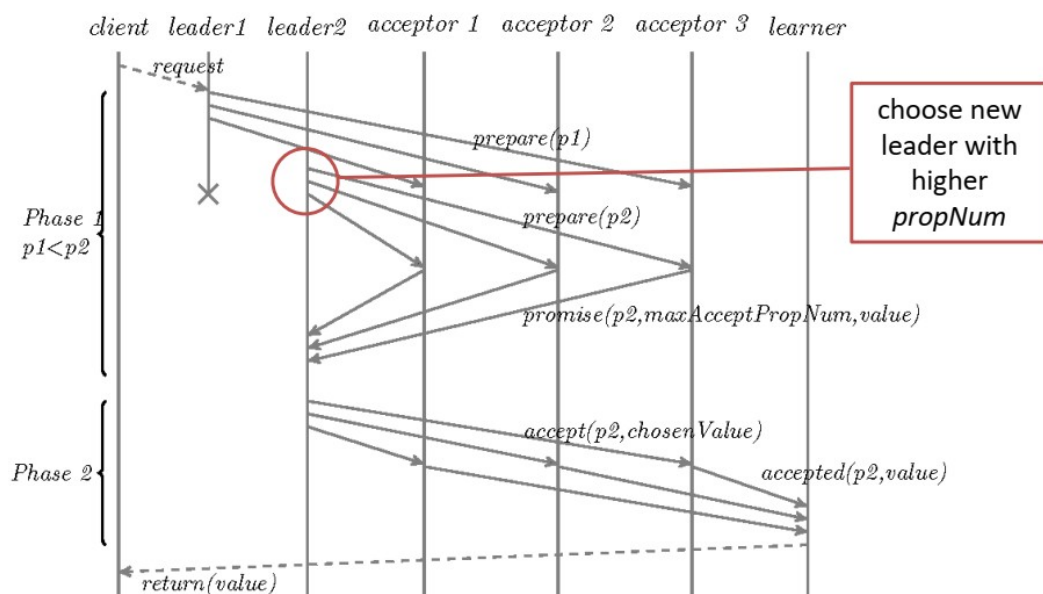 client leader1 leader2 acceptor 1 acceptor 2 acceptor 3 learner
request
prepare(p1)
choose new
leader with
higher
propNum
Phase 1
p1<p2
prepare(p2)
promise(p2,maxAcceptPropNum,value)
accept(p2,chosenValue)
Phase 2
accepted(p2,value)
return(value)